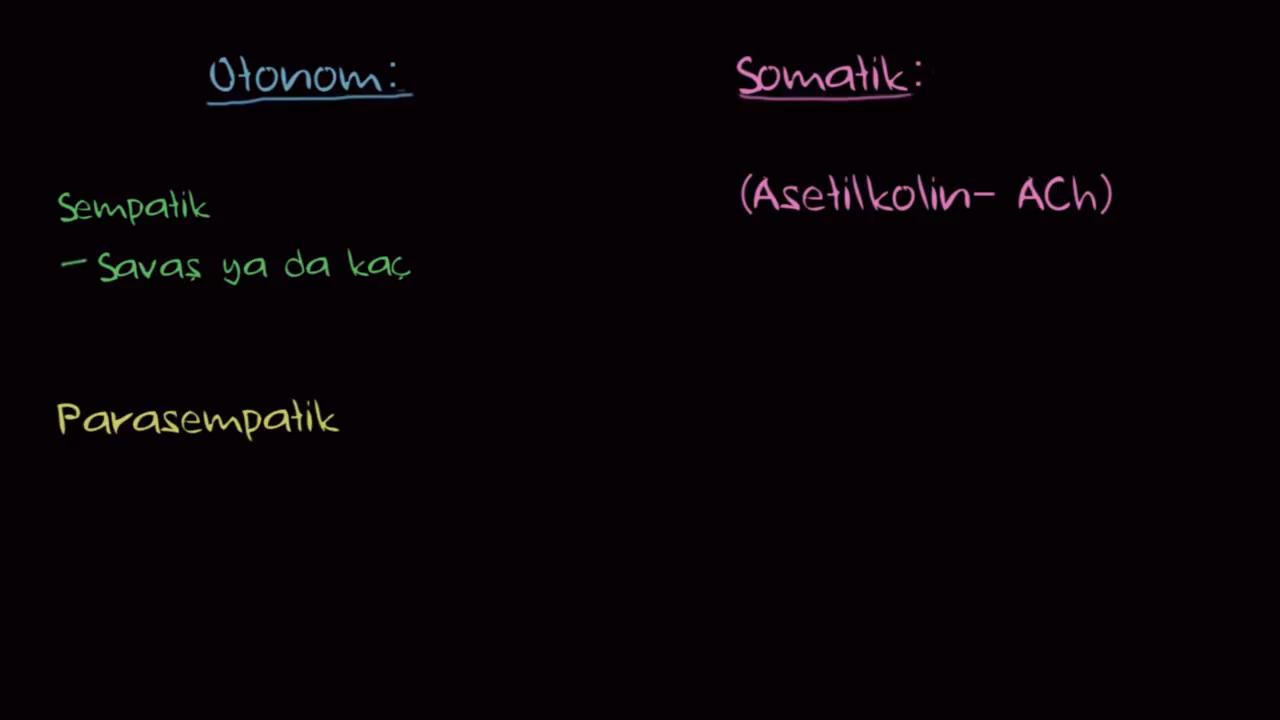 Otonom:
Sempatik
- Savaş ya da kaç
Parasempatik
Somatik:
(Asetilkolin- ACh)